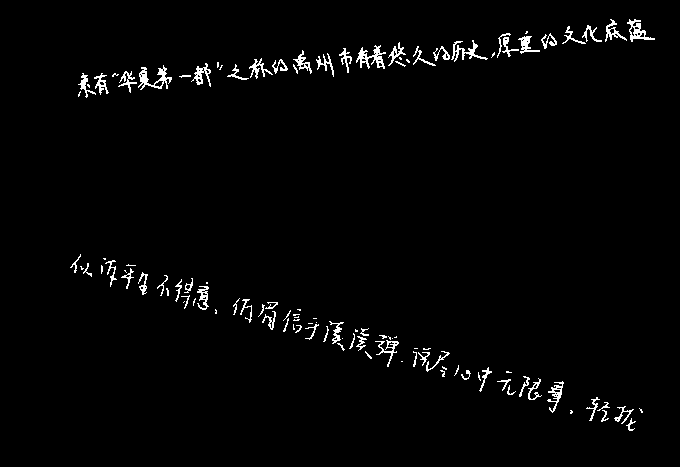 素有“华夏第一都”之称的禹州市有着悠久的历史,厚重的文化底蕴
似诉平生不得志、低眉信手续续弹.说尽心中无限事、轻拢